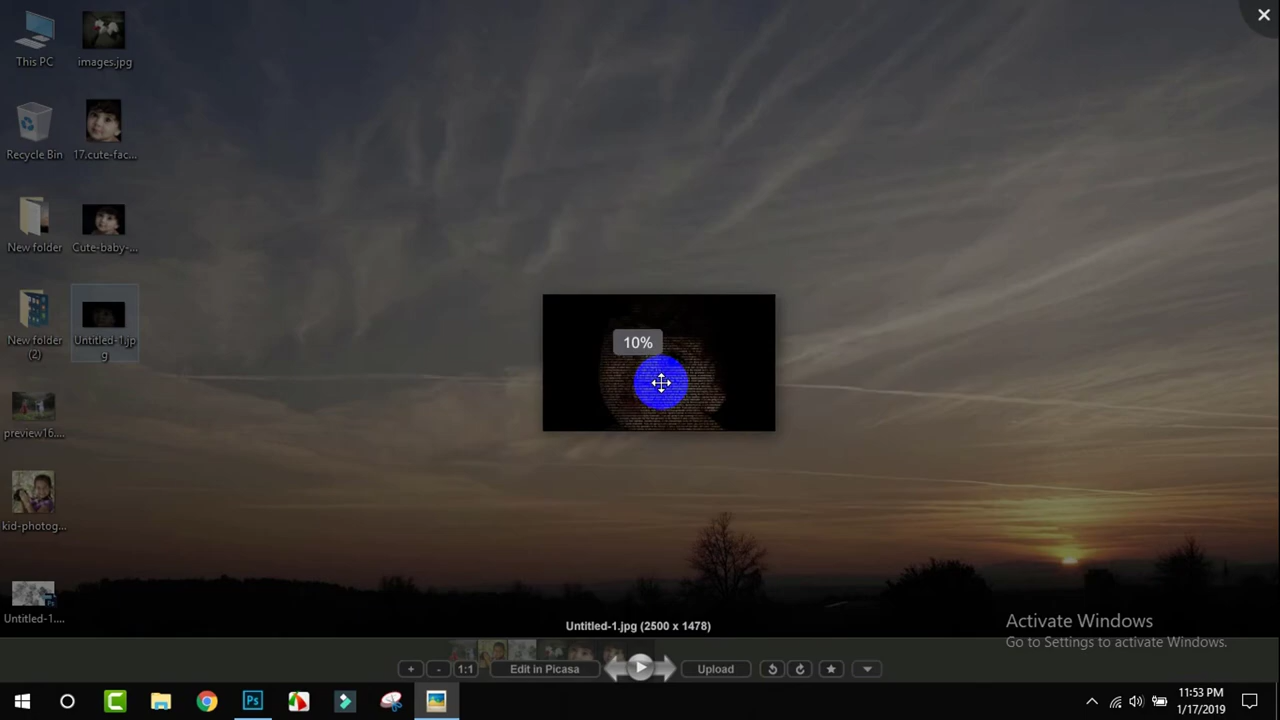 This PC
images.jpg
Recycle Bin
17.cute-fac...
New folder
Cute-baby-...
New folder
(2)
Untitled-1.jp
g
preview16....
kid-photog...
Untitled-1....
10%
Untitled-1.jpg (2500 x 1478)
Activate Windows
Go to Settings to activate Windows.
+
-
1:1
Edit in Picasa
Upload
Ps
11:53 PM
1/17/2019